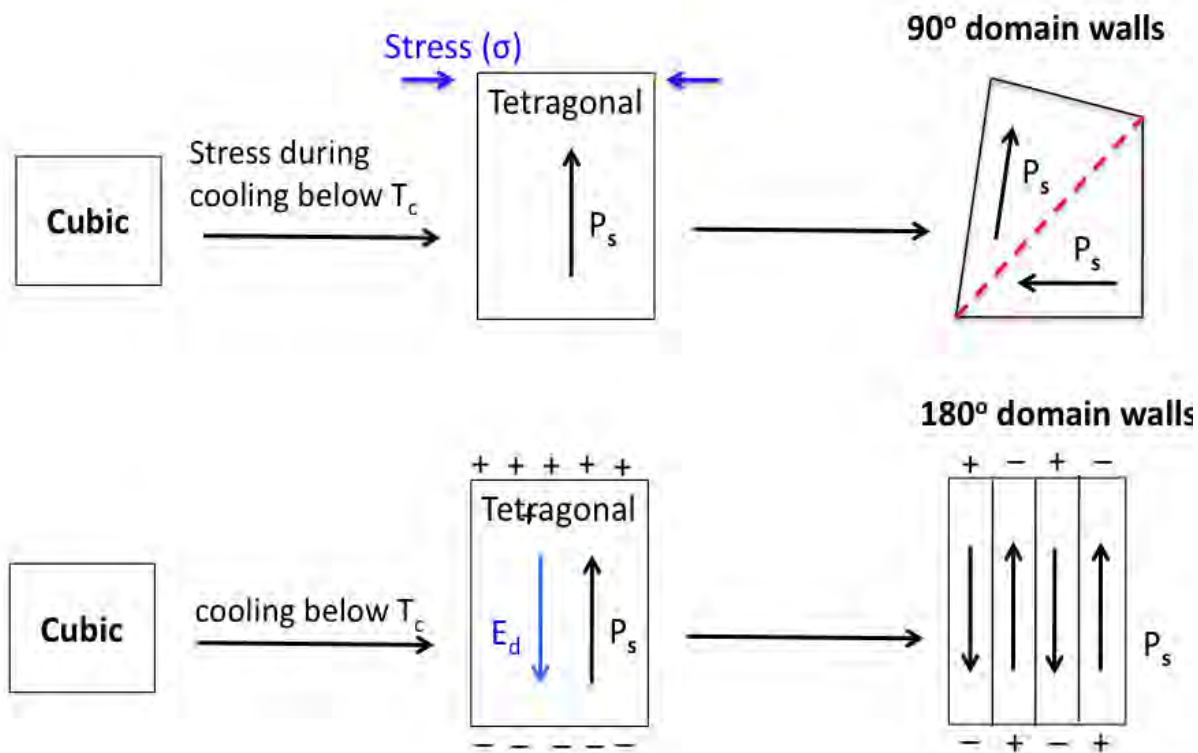 90° domain walls
Stress (σ)
Tetragonal
Stress during
cooling below Tc
Cubic
Ps
Ps
Ps
180° domain walls
+ + + + +
+ − + −
Tetragonal
+
cooling below Tc
Cubic
Ed
Ps
Ps
− − − − −
− + − +